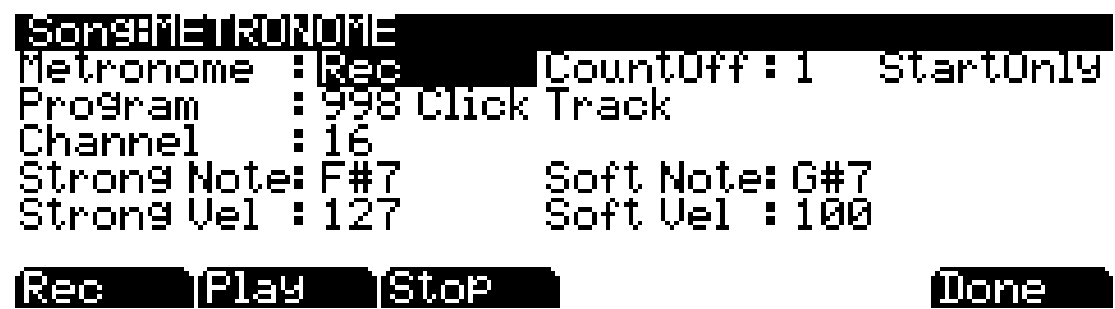 Song:METRONOME
Metronome :Rec CountOff:1 StartOnly
Program :998 Click Track
Channel :16
Strong Note:F#7 Soft Note:G#7
Strong Vel :127 Soft Vel :100
Rec Play Stop Done